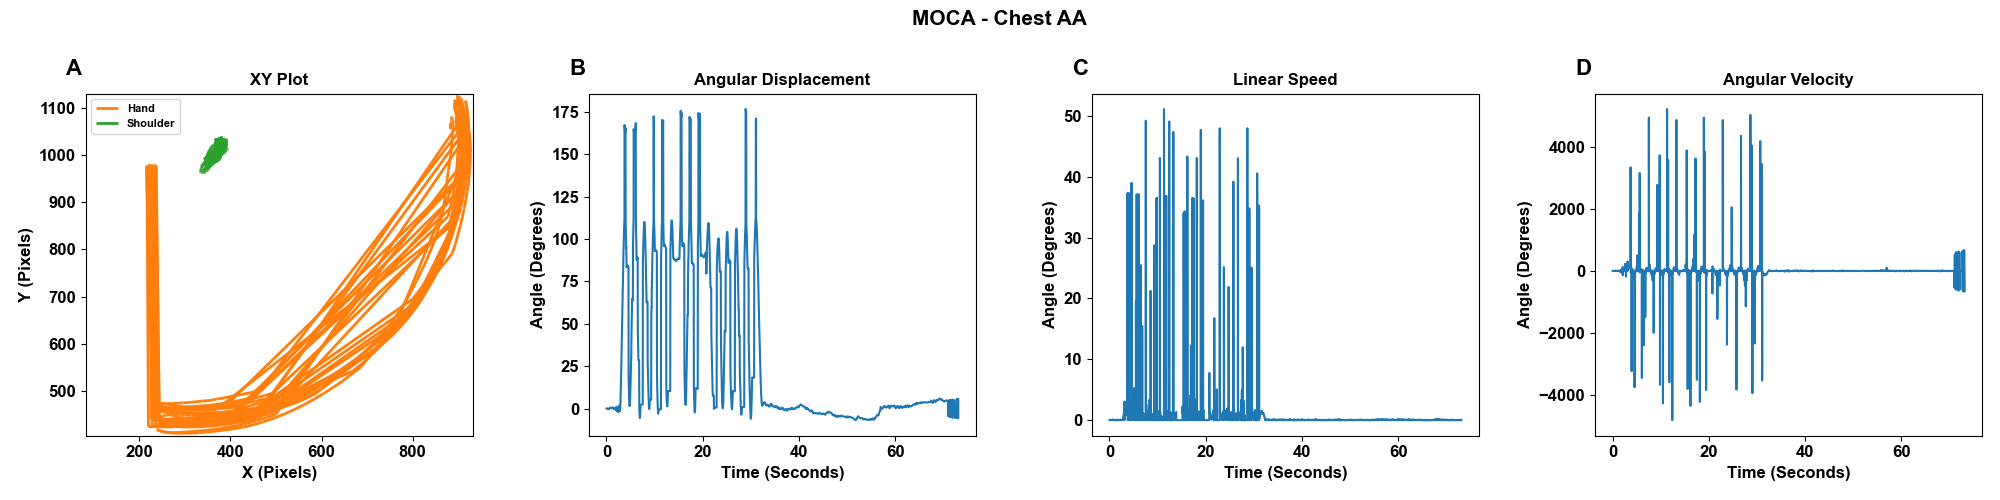 MOCA - Chest AA
A
XY Plot
Hand
Shoulder
1100
1000
900
800
700
600
500
Y (Pixels)
200
400
600
800
X (Pixels)
B
Angular Displacement
175
150
125
100
75
50
25
0
Angle (Degrees)
0
20
40
60
Time (Seconds)
C
Linear Speed
50
40
30
20
10
0
Angle (Degrees)
0
20
40
60
Time (Seconds)
D
Angular Velocity
4000
2000
0
−2000
−4000
Angle (Degrees)
0
20
40
60
Time (Seconds)